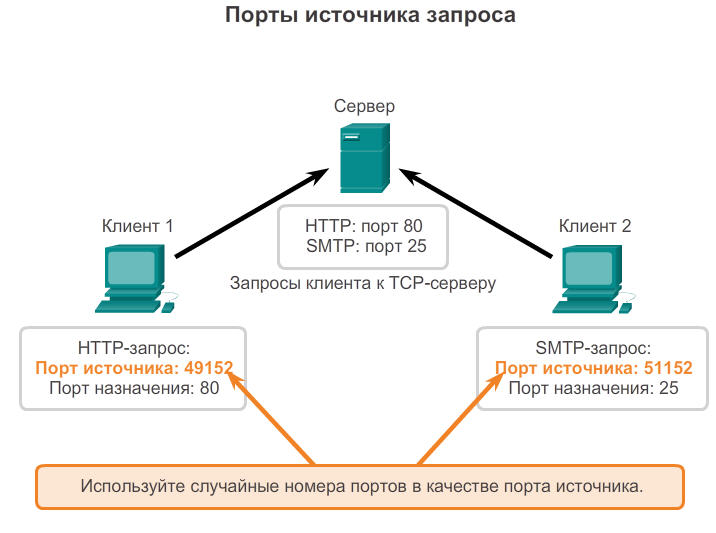 Порты источника запроса
Сервер
Клиент 1
Клиент 2
HTTP: порт 80
SMTP: порт 25
Запросы клиента к TCP-серверу
HTTP-запрос:
Порт источника: 49152
Порт назначения: 80
SMTP-запрос:
Порт источника: 51152
Порт назначения: 25
Используйте случайные номера портов в качестве порта источника.